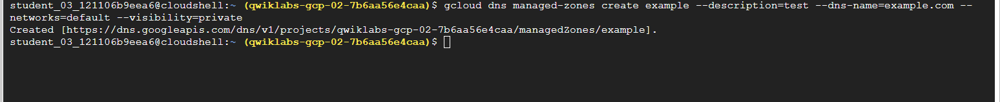 student_03_121106b9eea6@cloudshell:~ (qwiklabs-gcp-02-7b6aa56e4caa)$ gcloud dns managed-zones create example --description=test --dns-name=example.com --
networks=default --visibility=private
Created [https://dns.googleapis.com/dns/v1/projects/qwiklabs-gcp-02-7b6aa56e4caa/managedZones/example].
student_03_121106b9eea6@cloudshell:~ (qwiklabs-gcp-02-7b6aa56e4caa)$